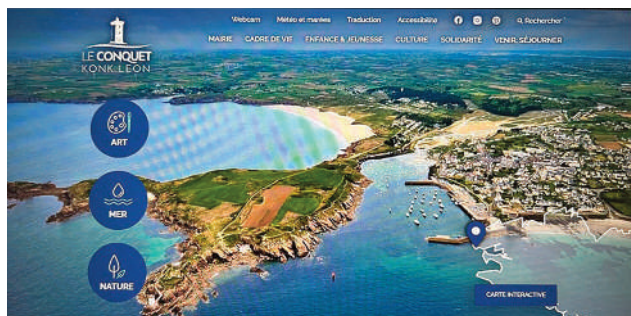 Webcam Météo et marées Traduction Accessibilité Rechercher
MAIRIE CADRE DE VIE ENFANCE & JEUNESSE CULTURE SOLIDARITÉ VENIR, SÉJOURNER
LE CONQUET
KONK LEON
ART
MER
NATURE
CARTE INTERACTIVE